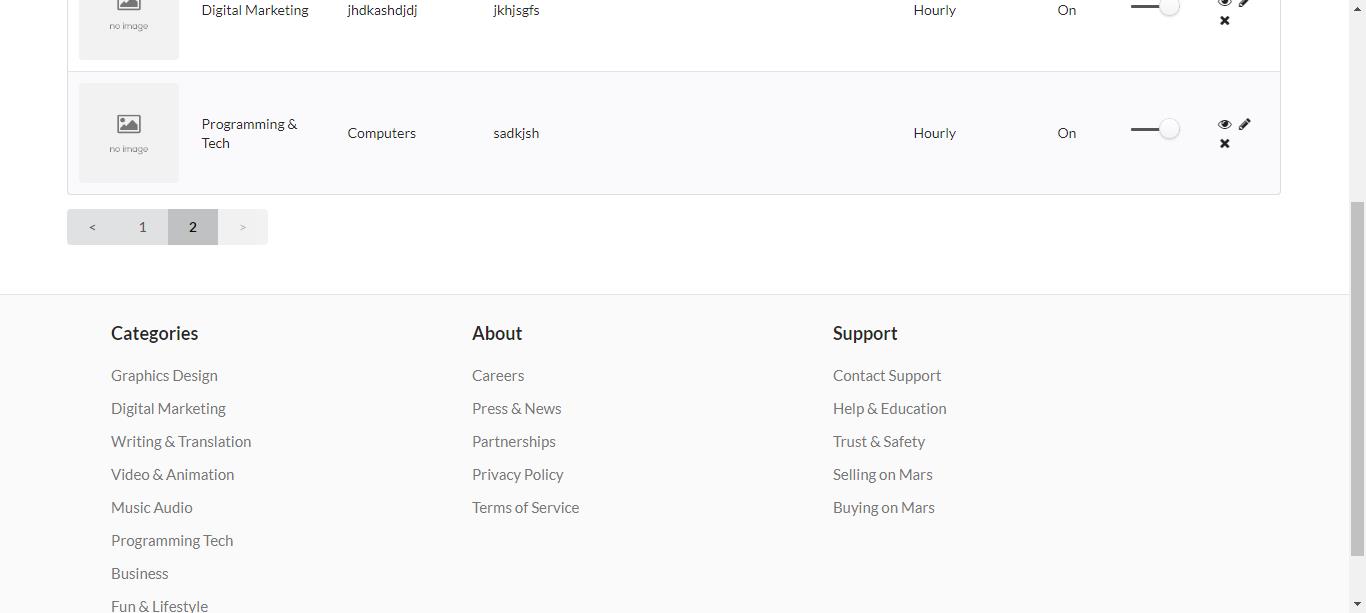 no image
Digital Marketing jhdkashdjdj jkhjsgfs Hourly On
no image
Programming &
Tech
Computers sadkjsh Hourly On
< 1 2 >
Categories
Graphics Design
Digital Marketing
Writing & Translation
Video & Animation
Music Audio
Programming Tech
Business
Fun & Lifestyle
About
Careers
Press & News
Partnerships
Privacy Policy
Terms of Service
Support
Contact Support
Help & Education
Trust & Safety
Selling on Mars
Buying on Mars